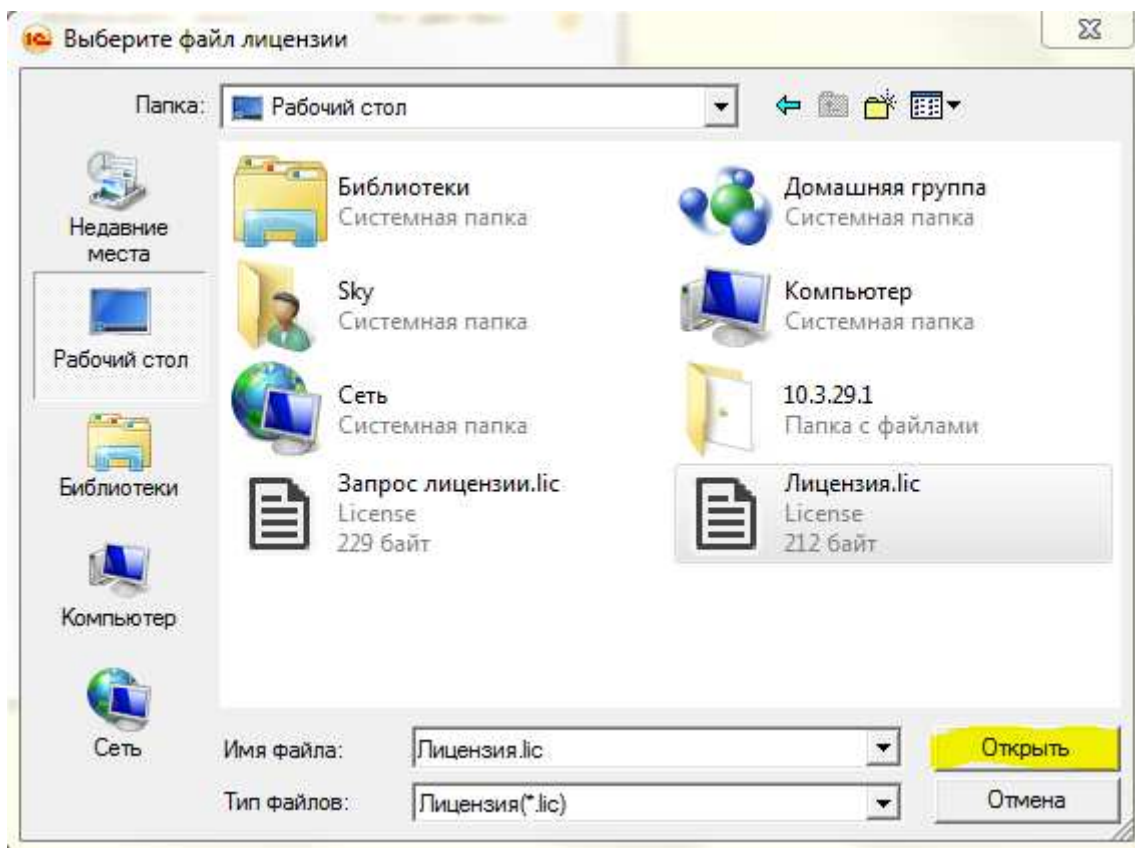 1С Выберите файл лицензии
Папка: Рабочий стол
Недавние
места
Рабочий стол
Библиотеки
Компьютер
Сеть
Библиотеки
Системная папка
Домашняя группа
Системная папка
Sky
Системная папка
Компьютер
Системная папка
Сеть
Системная папка
10.3.29.1
Папка с файлами
Запрос лицензии.lic
License
229 байт
Лицензия.lic
License
212 байт
Имя файла: Лицензия.lic Открыть
Тип файлов: Лицензия(*.lic) Отмена